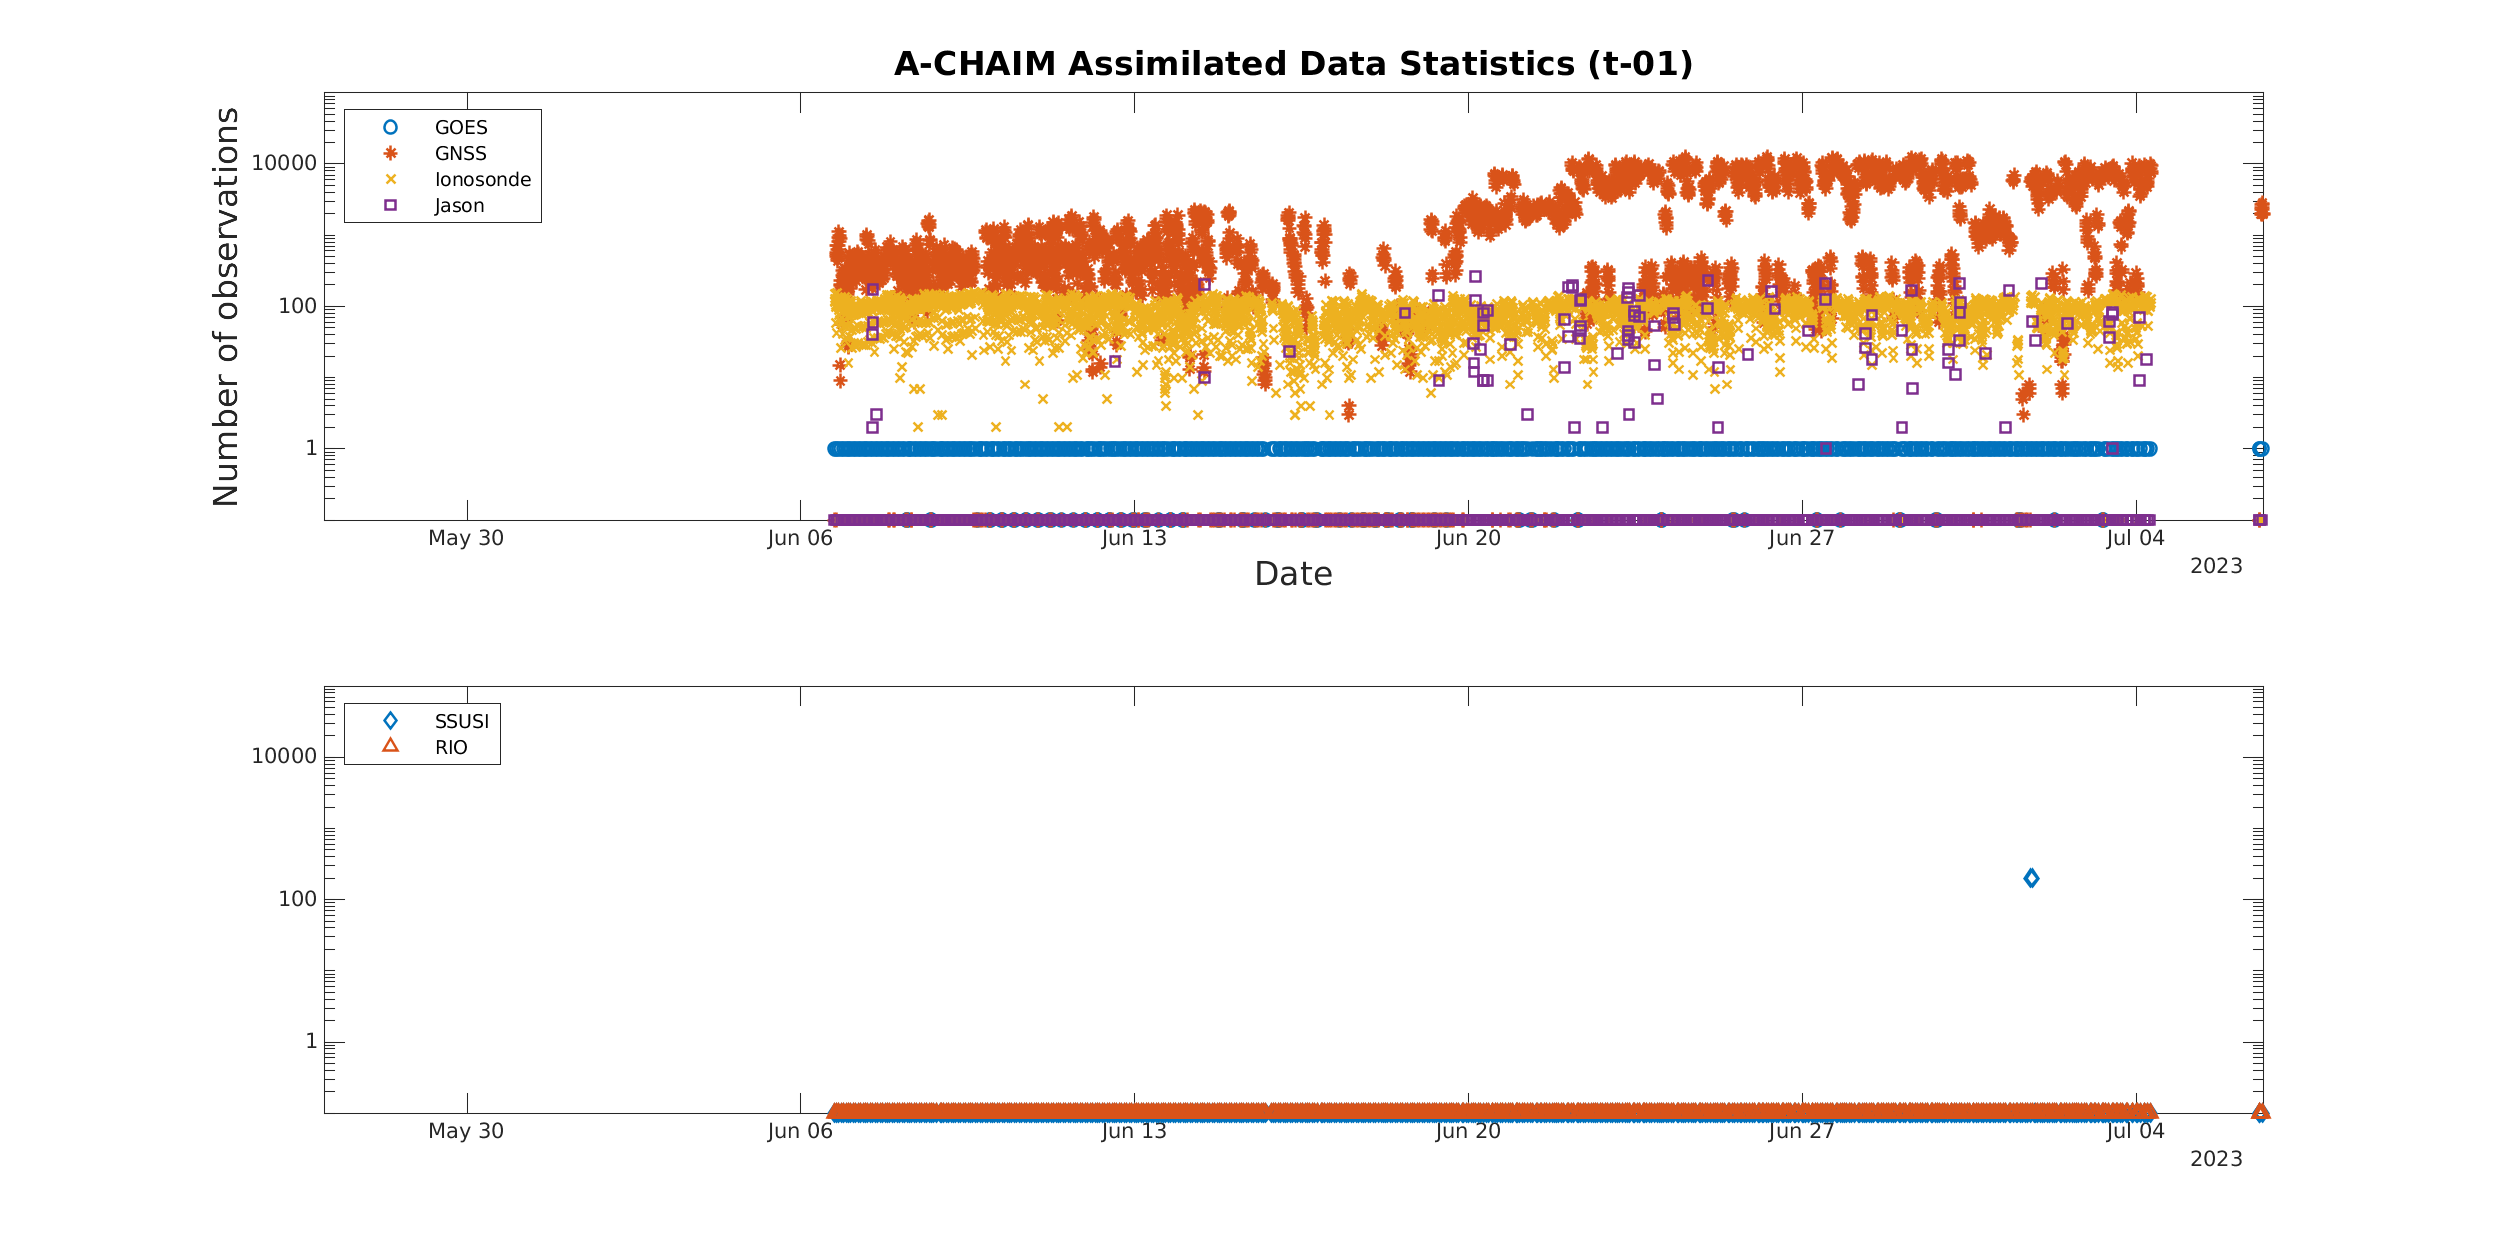 A-CHAIM Assimilated Data Statistics (t-01)
Number of observations
10000
100
1
GOES
GNSS
Ionosonde
Jason
May 30
Jun 06
Jun 13
Jun 20
Jun 27
Jul 04
2023
Date
10000
100
1
SSUSI
RIO
May 30
Jun 06
Jun 13
Jun 20
Jun 27
Jul 04
2023